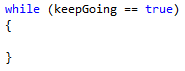 while (keepGoing == true)
{
}